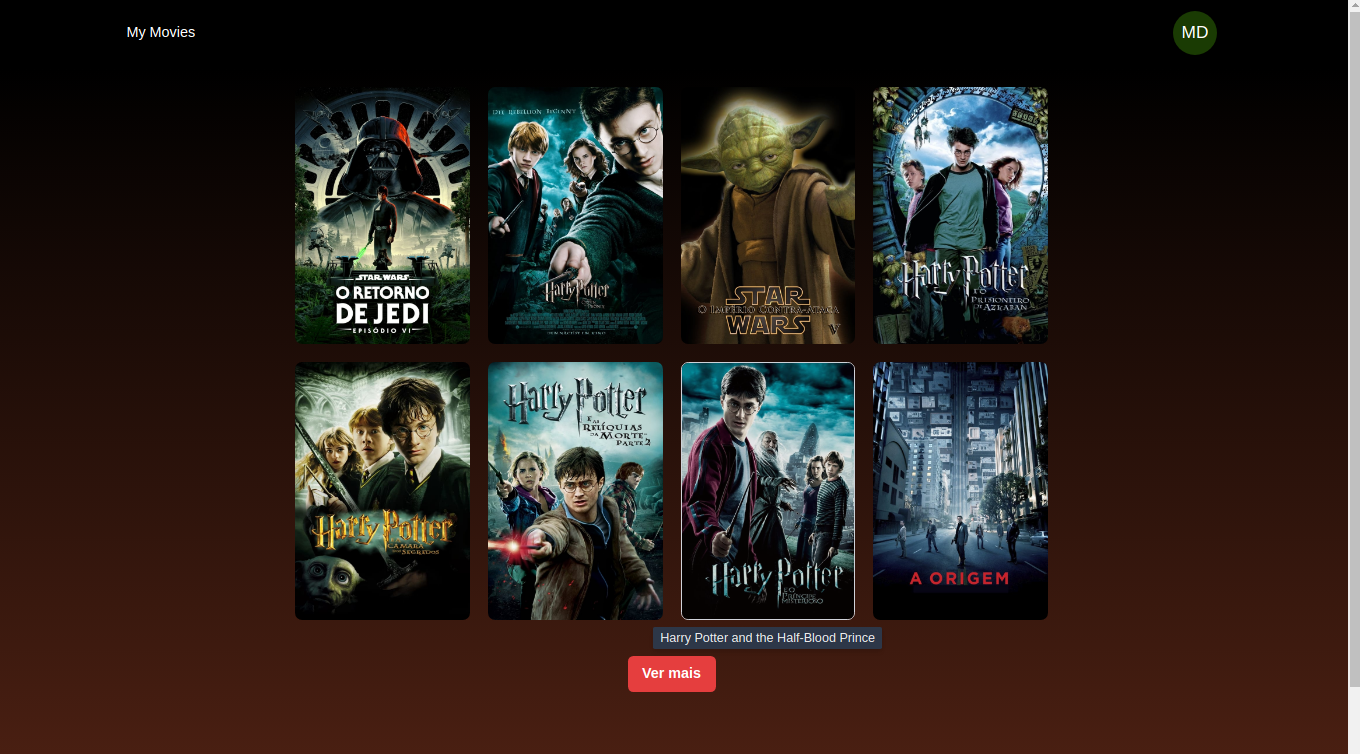 My Movies
MD
STAR WARS
O RETORNO
DE JEDI
EPISÓDIO VI
DIE REBELLION BEGINNT
Harry Potter
STAR
O IMPÉRIO CONTRA-ATACA
WARS
V
Harry Potter
E O
PRISIONEIRO
DE AZKABAN
Harry Potter
CÂMARA
DOS SEGREDOS
Harry Potter
E AS
RELÍQUIAS
DA MORTE
PARTE 2
Harry Potter
E O
PRÍNCIPE
MISTERIOSO
A ORIGEM
Harry Potter and the Half-Blood Prince
Ver mais